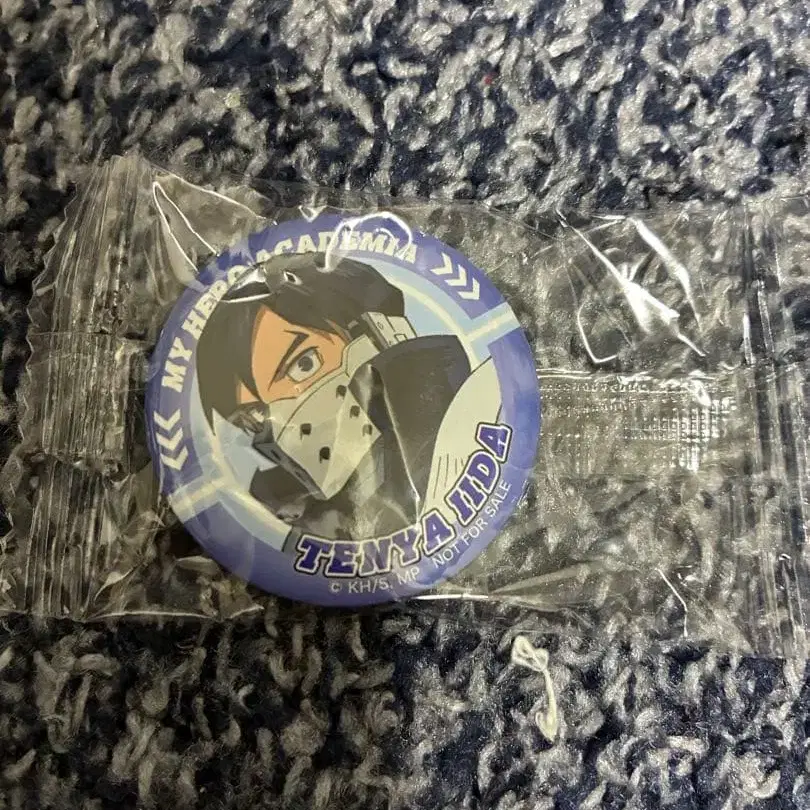 MY HERO ACADEMIA
TENYA IIDA
© KH/S, MP NOT FOR SALE